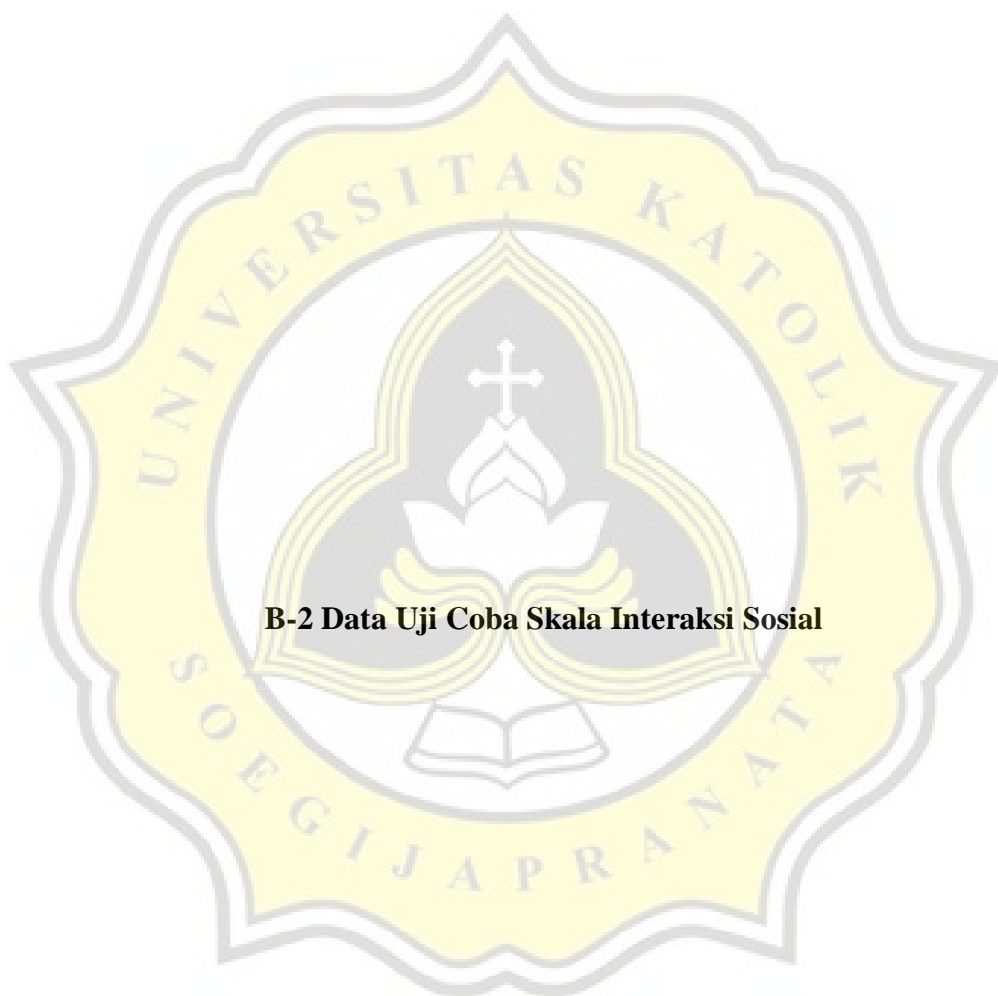 UNIVERSITAS KATOLIK
B-2 Data Uji Coba Skala Interaksi Sosial
SOEGIJAPRANATA